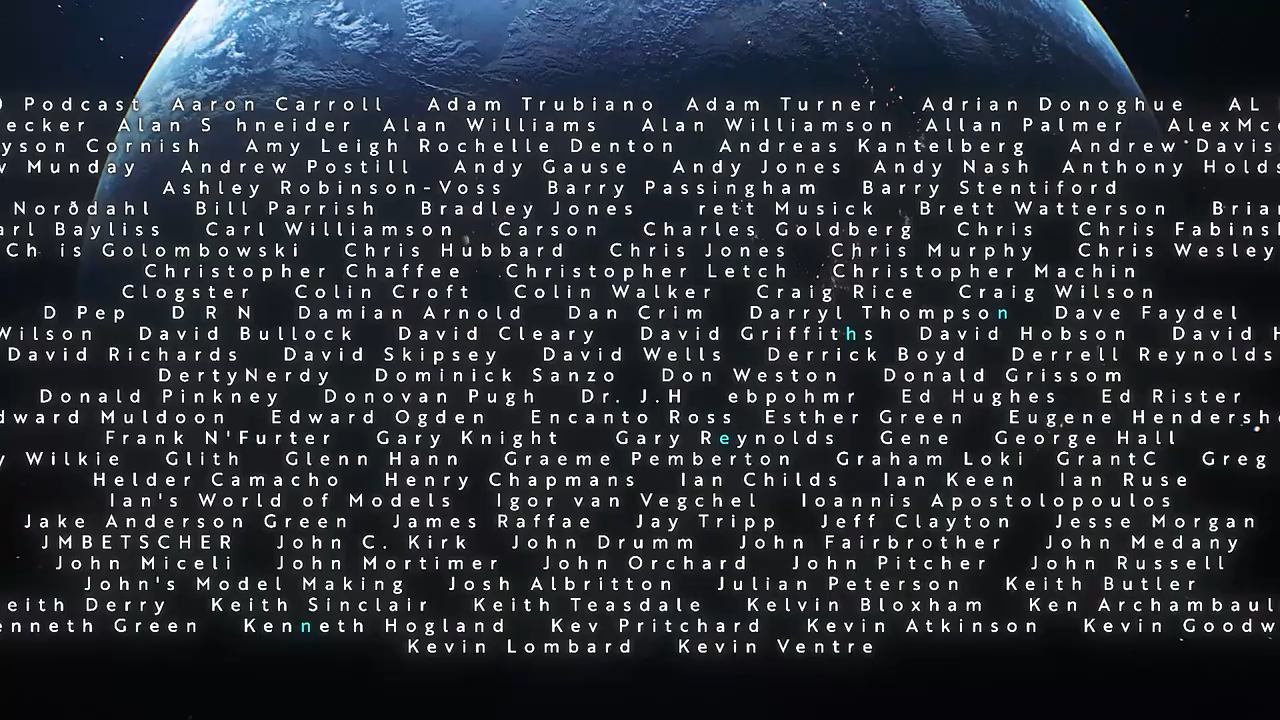 Podcast Aaron Carroll Adam Trubiano Adam Turner Adrian Donoghue AL
ecker Alan S hneider Alan Williams Alan Williamson Allan Palmer AlexMc
yson Cornish Amy Leigh Rochelle Denton Andreas Kantelberg Andrew Davis
Munday Andrew Postill Andy Gause Andy Jones Andy Nash Anthony Holds
Ashley Robinson-Voss Barry Passingham Barry Stentiford
Norðdahl Bill Parrish Bradley Jones rett Musick Brett Watterson Bria
arl Bayliss Carl Williamson Carson Charles Goldberg Chris Chris Fabins
Ch is Golombowski Chris Hubbard Chris Jones Chris Murphy Chris Wesley
Christopher Chaffee Christopher Letch Christopher Machin
Clogster Colin Croft Colin Walker Craig Rice Craig Wilson
D Pep D R N Damian Arnold Dan Crim Darryl Thompson Dave Faydel
Wilson David Bullock David Cleary David Griffiths David Hobson David
David Richards David Skipsey David Wells Derrick Boyd Derrell Reynolds
DertyNerdy Dominick Sanzo Don Weston Donald Grissom
Donald Pinkney Donovan Pugh Dr. J.H ebpohmr Ed Hughes Ed Rister
dward Muldoon Edward Ogden Encanto Ross Esther Green Eugene Hendersho
Frank N'Furter Gary Knight Gary Reynolds Gene George Hall
y Wilkie Glith Glenn Hann Graeme Pemberton Graham Loki GrantC Greg
Helder Camacho Henry Chapmans Ian Childs Ian Keen Ian Ruse
Ian's World of Models Igor van Vegchel Ioannis Apostolopoulos
Jake Anderson Green James Raffae Jay Tripp Jeff Clayton Jesse Morgan
JMBETSCHER John C. Kirk John Drumm John Fairbrother John Medany
John Miceli John Mortimer John Orchard John Pitcher John Russell
John's Model Making Josh Albritton Julian Peterson Keith Butler
eith Derry Keith Sinclair Keith Teasdale Kelvin Bloxham Ken Archambaul
enneth Green Kenneth Hogland Kev Pritchard Kevin Atkinson Kevin Goodw
Kevin Lombard Kevin Ventre